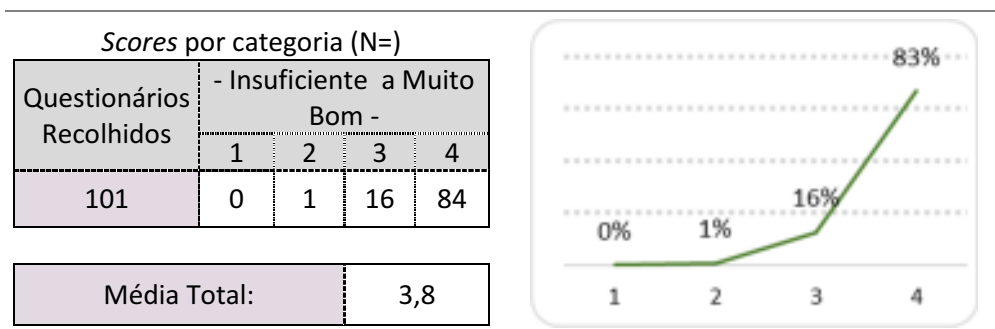 Scores por categoria (N=)
Questionários Recolhidos
- Insuficiente a Muito
Bom -
1 2 3 4
101 0 1 16 84
Média Total: 3,8
83%
16%
0% 1%
1 2 3 4